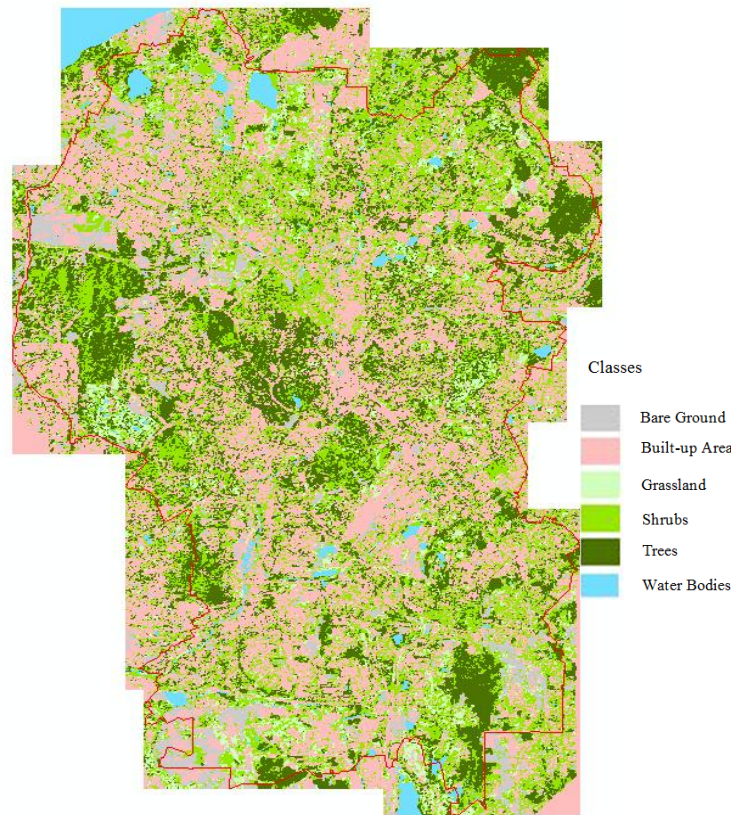 Classes
Bare Ground
Built-up Area
Grassland
Shrubs
Trees
Water Bodies